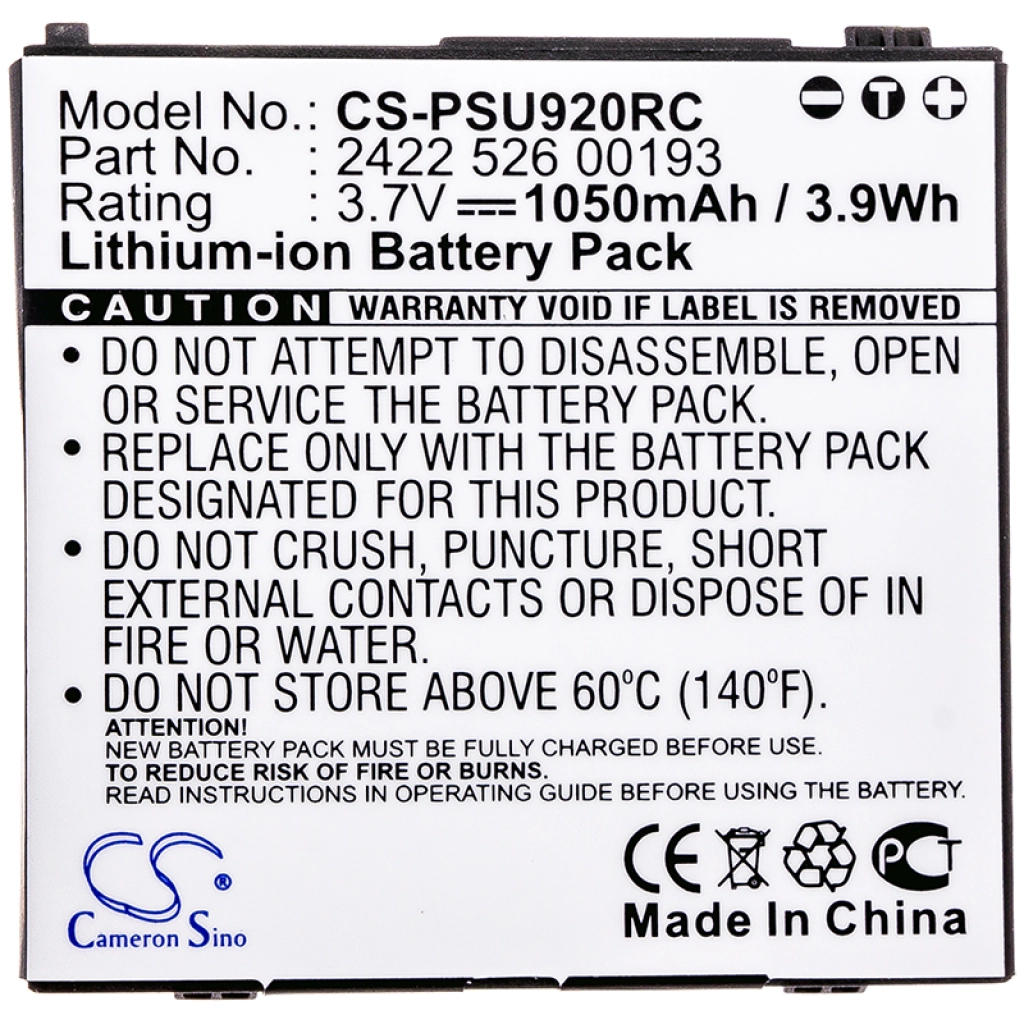 Model No.: CS-PSU920RC
Part No. : 2422 526 00193
Rating : 3.7V 1050mAh / 3.9Wh
- T +
Lithium-ion Battery Pack
CAUTION WARRANTY VOID IF LABEL IS REMOVED
• DO NOT ATTEMPT TO DISASSEMBLE, OPEN
OR SERVICE THE BATTERY PACK.
• REPLACE ONLY WITH THE BATTERY PACK
DESIGNATED FOR THIS PRODUCT.
• DO NOT CRUSH, PUNCTURE, SHORT
EXTERNAL CONTACTS OR DISPOSE OF IN
FIRE OR WATER.
• DO NOT STORE ABOVE 60°C (140°F).
ATTENTION!
NEW BATTERY PACK MUST BE FULLY CHARGED BEFORE USE.
TO REDUCE RISK OF FIRE OR BURNS.
READ INSTRUCTIONS IN OPERATING GUIDE BEFORE USING THE BATTERY.
CS®
Cameron Sino
CE PCT
Made In China